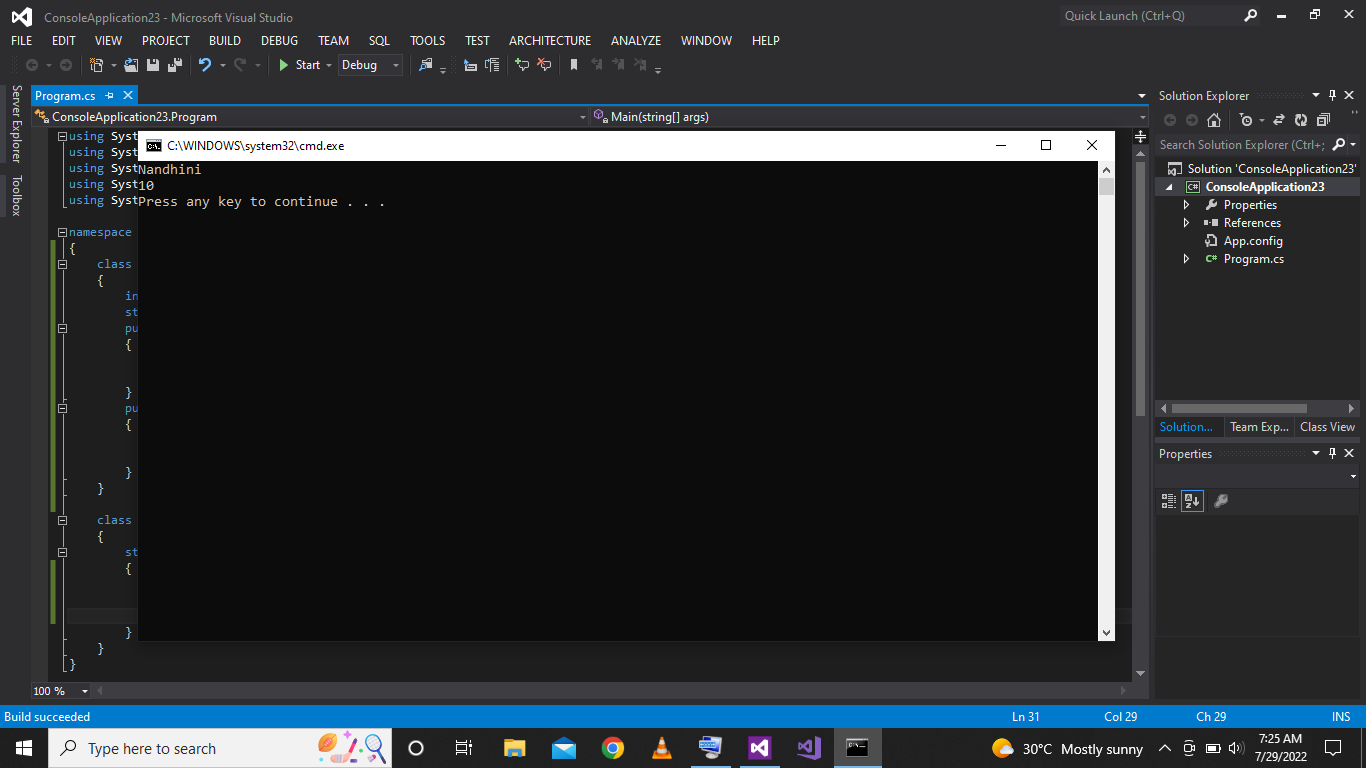 ConsoleApplication23 - Microsoft Visual Studio
Quick Launch (Ctrl+Q)
FILE EDIT VIEW PROJECT BUILD DEBUG TEAM SQL TOOLS TEST ARCHITECTURE ANALYZE WINDOW HELP
Start Debug
Server Explorer
Toolbox
Program.cs
ConsoleApplication23.Program Main(string[] args)
using Syst
using Syst
using Syst
using Syst
using Syst
namespace
{
class
{
in
st
pu
{
}
pu
{
}
}
class
{
st
{
}
}
}
C:\WINDOWS\system32\cmd.exe
Nandhini
10
Press any key to continue . . .
100 %
Solution Explorer
Search Solution Explorer (Ctrl+;
Solution 'ConsoleApplication23'
C# ConsoleApplication23
Properties
References
App.config
C# Program.cs
Solution... Team Exp... Class View
Properties
Build succeeded Ln 31 Col 29 Ch 29 INS
Type here to search
30°C Mostly sunny
7:25 AM
7/29/2022